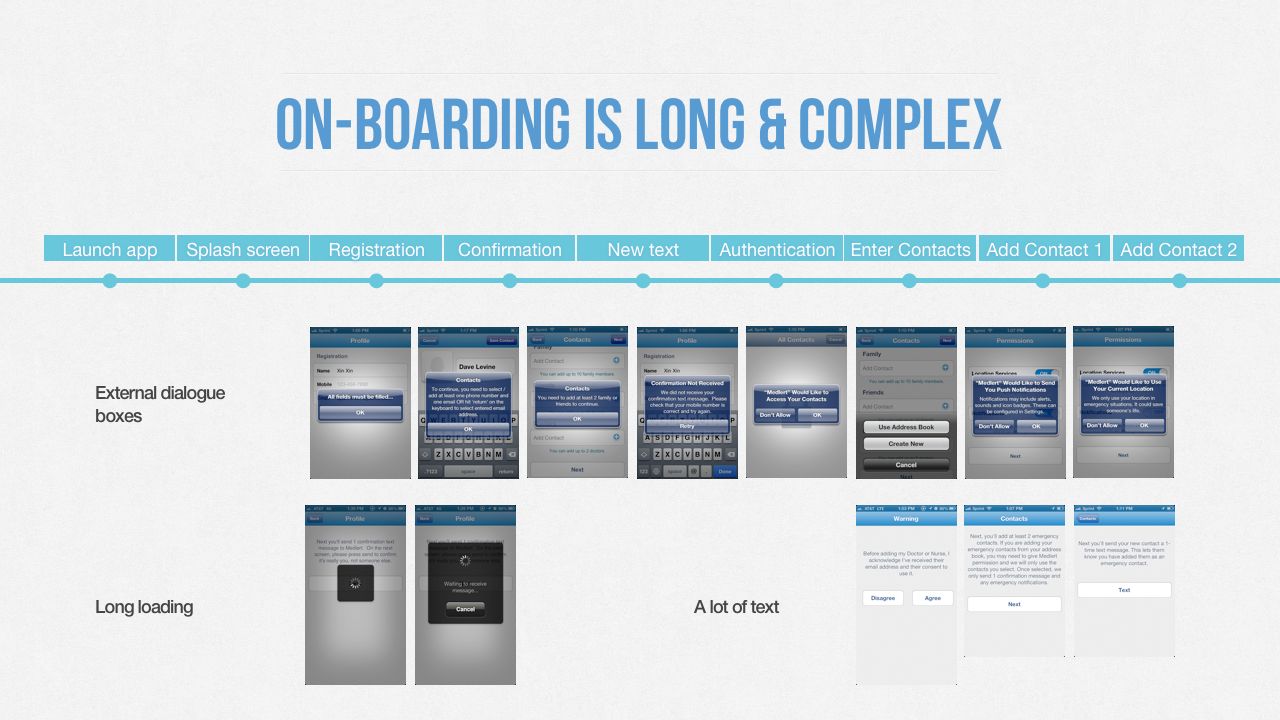 ON-BOARDING IS LONG & COMPLEX
Launch app
Splash screen
Registration
Confirmation
New text
Authentication
Enter Contacts
Add Contact 1
Add Contact 2
External dialogue
boxes
Profile
Registration
Name Xin Xin
Mobile
All fields must be filled...
OK
Cancel
Save Contact
Dave Levine
Contacts
To continue, you need to select /
add at least one phone number and
one email OR hit 'return' on the
keyboard to select entered email
address.
OK
Z X C V B N M
.?123 space return
Back Contacts Next
Family
Add Contact
You can add up to 10 family members.
Contacts
You need to add at least 2 family or
friends to continue.
OK
Add Contact
You can add up to 2 doctors
Next
Profile
Registration
Name Xin Xin
Confirmation Not Received
We did not receive your
confirmation text message. Please
check that your mobile number is
correct and try again.
Retry
A S D F G H J K L
Z X C V B N M
123 space @ . Done
All Contacts Cancel
"Medlert" Would Like to
Access Your Contacts
Don't Allow OK
Back Contacts Next
Family
Add Contact
You can add up to 10 family members.
Friends
Add Contact
Use Address Book
Create New
Cancel
Next
Permissions
Location Services ON
"Medlert" Would Like to Send
You Push Notifications
Notifications may include alerts,
sounds and icon badges. These can
be configured in Settings.
Don't Allow OK
Next
Permissions
Location Services ON
"Medlert" Would Like to Use
Your Current Location
We only use your location in
emergency situations. It could save
someone's life.
Don't Allow OK
Next
Long loading
Back Profile
Next you'll send 1 confirmation text
message to Medlert. On the next
screen, please press send to confirm
it's really you, not someone else.
Back Profile
Waiting to receive
message...
Cancel
A lot of text
Warning
Before adding my Doctor or Nurse, I
acknowledge I've received their
email address and their consent to
use it.
Disagree Agree
Contacts
Next, you'll add at least 2 emergency
contacts. If you are adding your
emergency contacts from your address
book, you may need to give Medlert
permission and we will only use the
contacts you select. Once selected, we
only send 1 confirmation message and
any emergency notifications.
Next
Contacts
Next you'll send your new contact a 1-
time text message. This lets them
know you have added them as an
emergency contact.
Text